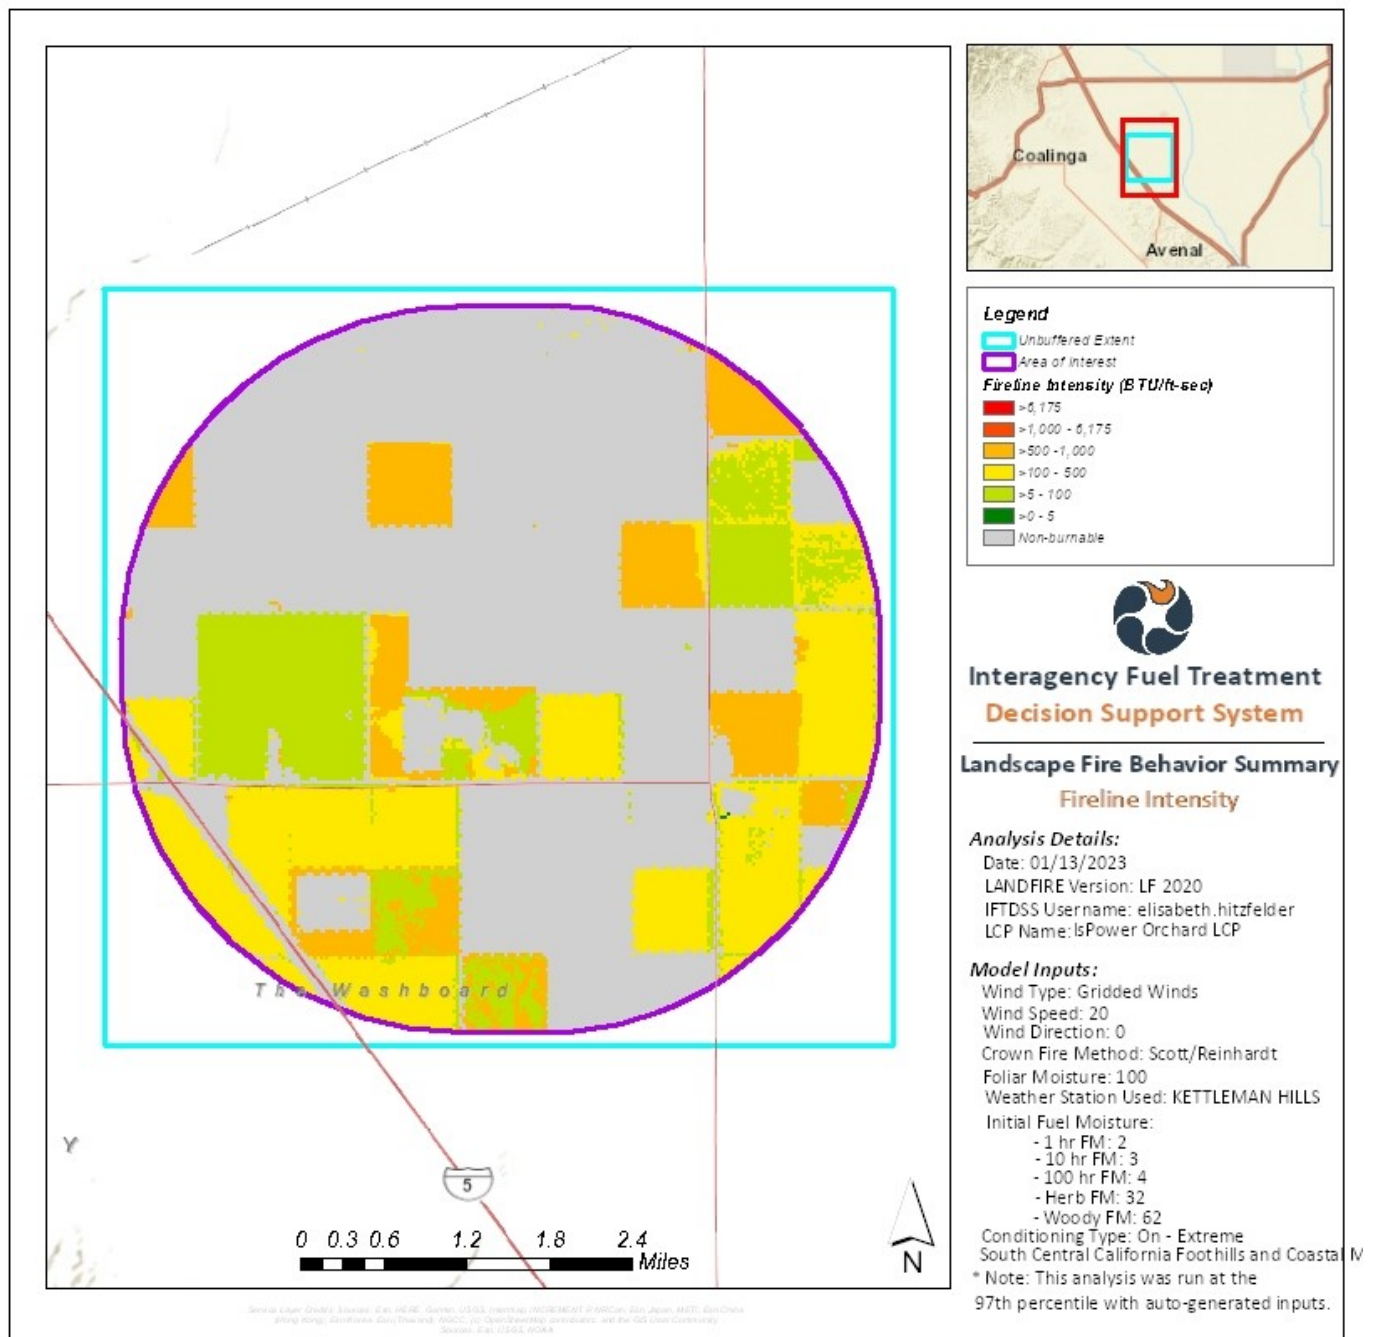 Coalinga
Avenal
Legend
Unbuffered Extent
Area of Interest
Fireline Intensity (BTU/ft-sec)
>6,175
>1,000 - 6,175
>500 -1,000
>100 - 500
>5 - 100
>0 - 5
Non-burnable
Interagency Fuel Treatment
Decision Support System
Landscape Fire Behavior Summary
Fireline Intensity
Analysis Details:
Date: 01/13/2023
LANDFIRE Version: LF 2020
IFTDSS Username: elisabeth.hitzfelder
LCP Name: IsPower Orchard LCP
Model Inputs:
Wind Type: Gridded Winds
Wind Speed: 20
Wind Direction: 0
Crown Fire Method: Scott/Reinhardt
Foliar Moisture: 100
Weather Station Used: KETTLEMAN HILLS
Initial Fuel Moisture:
- 1 hr FM: 2
- 10 hr FM: 3
- 100 hr FM: 4
- Herb FM: 32
- Woody FM: 62
Conditioning Type: On - Extreme
South Central California Foothills and Coastal M
* Note: This analysis was run at the
97th percentile with auto-generated inputs.
The Washboard
Y
5
0 0.3 0.6 1.2 1.8 2.4
Miles
N
Sources: Esri, USGS, NOAA